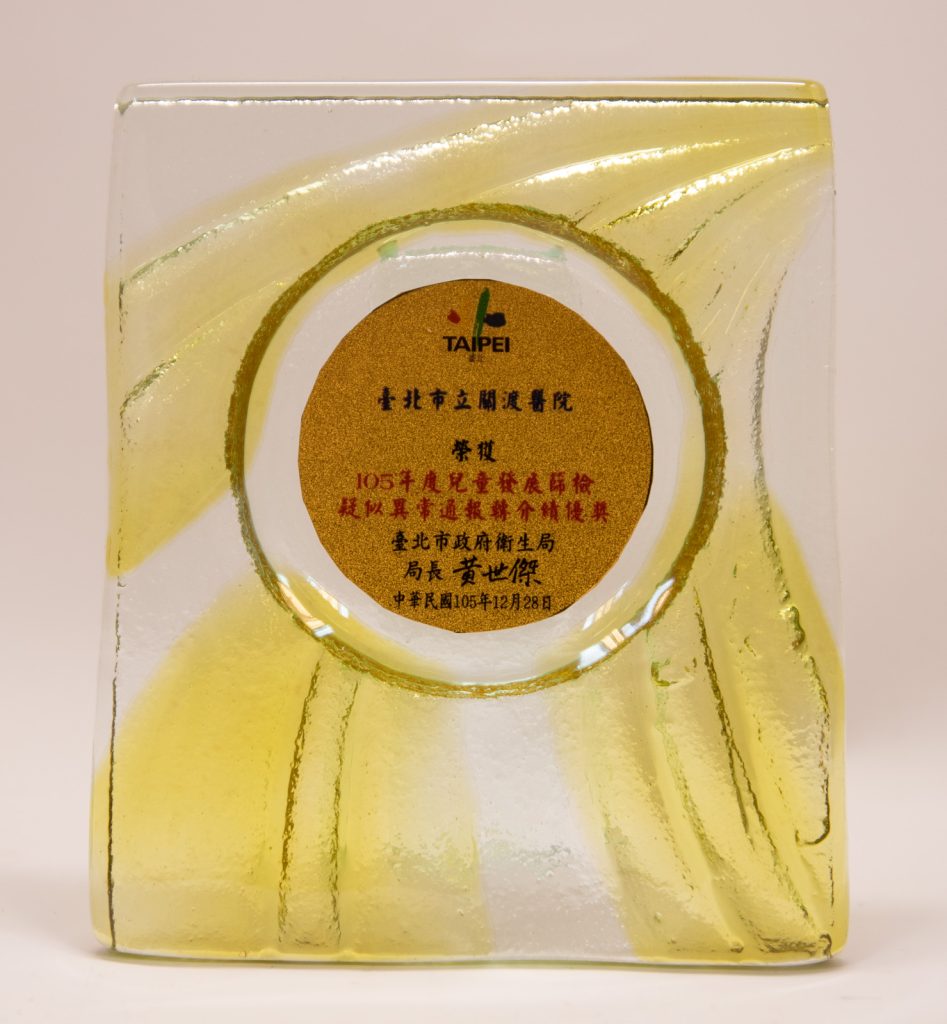 TAIPEI
臺北
臺北市立關渡醫院
榮獲
105年度兒童發展篩檢
疑似異常通報轉介績優獎
臺北市政府衛生局
局長 黃世傑
中華民國105年12月28日